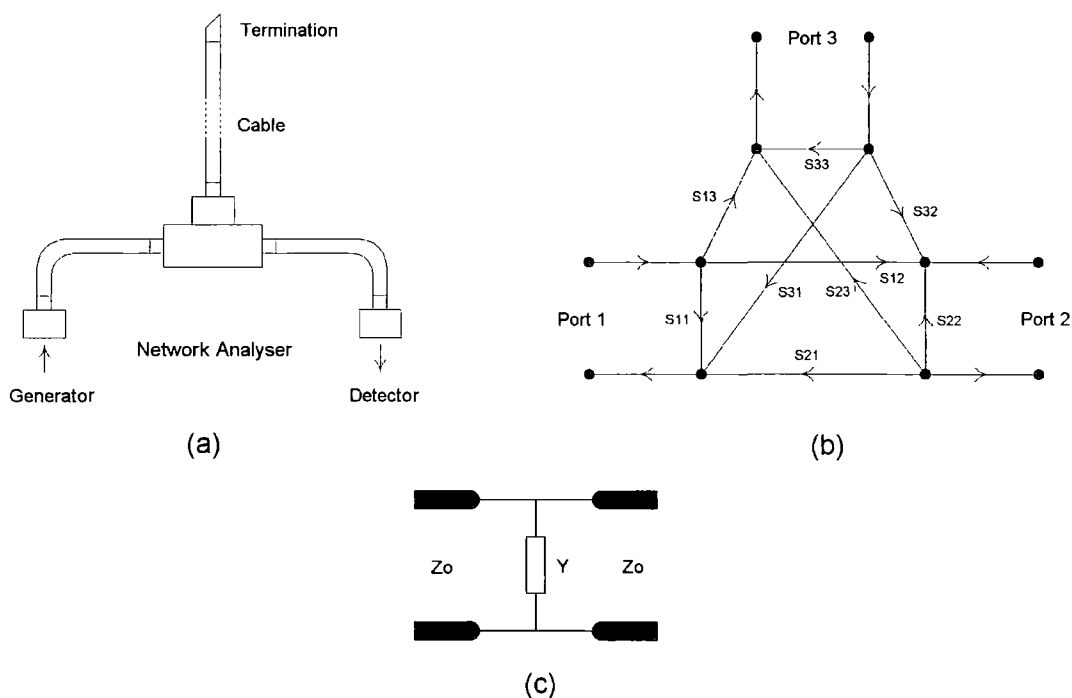 Termination
Cable
Network Analyser
Generator
Detector
(a)
Port 3
S33
S13
S32
S12
S31
S23
S11
S22
Port 1
Port 2
S21
(b)
Zo
Y
Zo
(c)